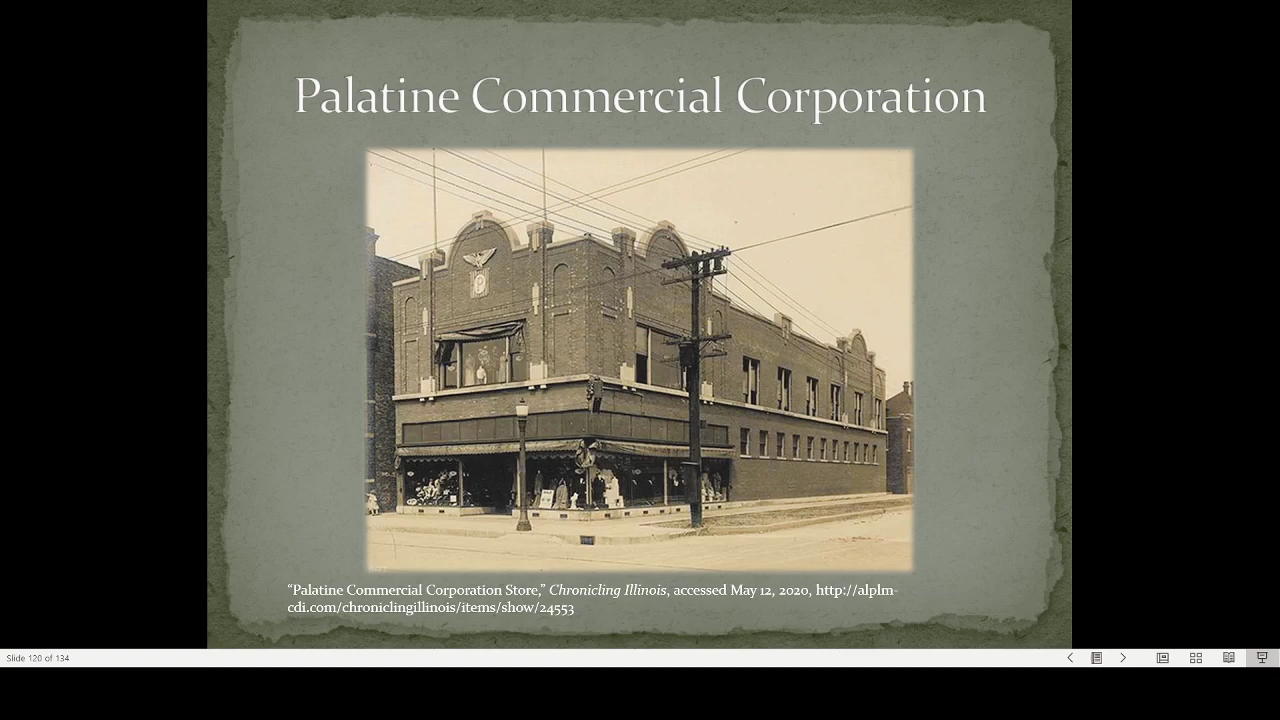 Palatine Commercial Corporation
“Palatine Commercial Corporation Store,” Chronicling Illinois, accessed May 12, 2020, http://alplm-
cdi.com/chroniclingillinois/items/show/24553
Slide 120 of 134